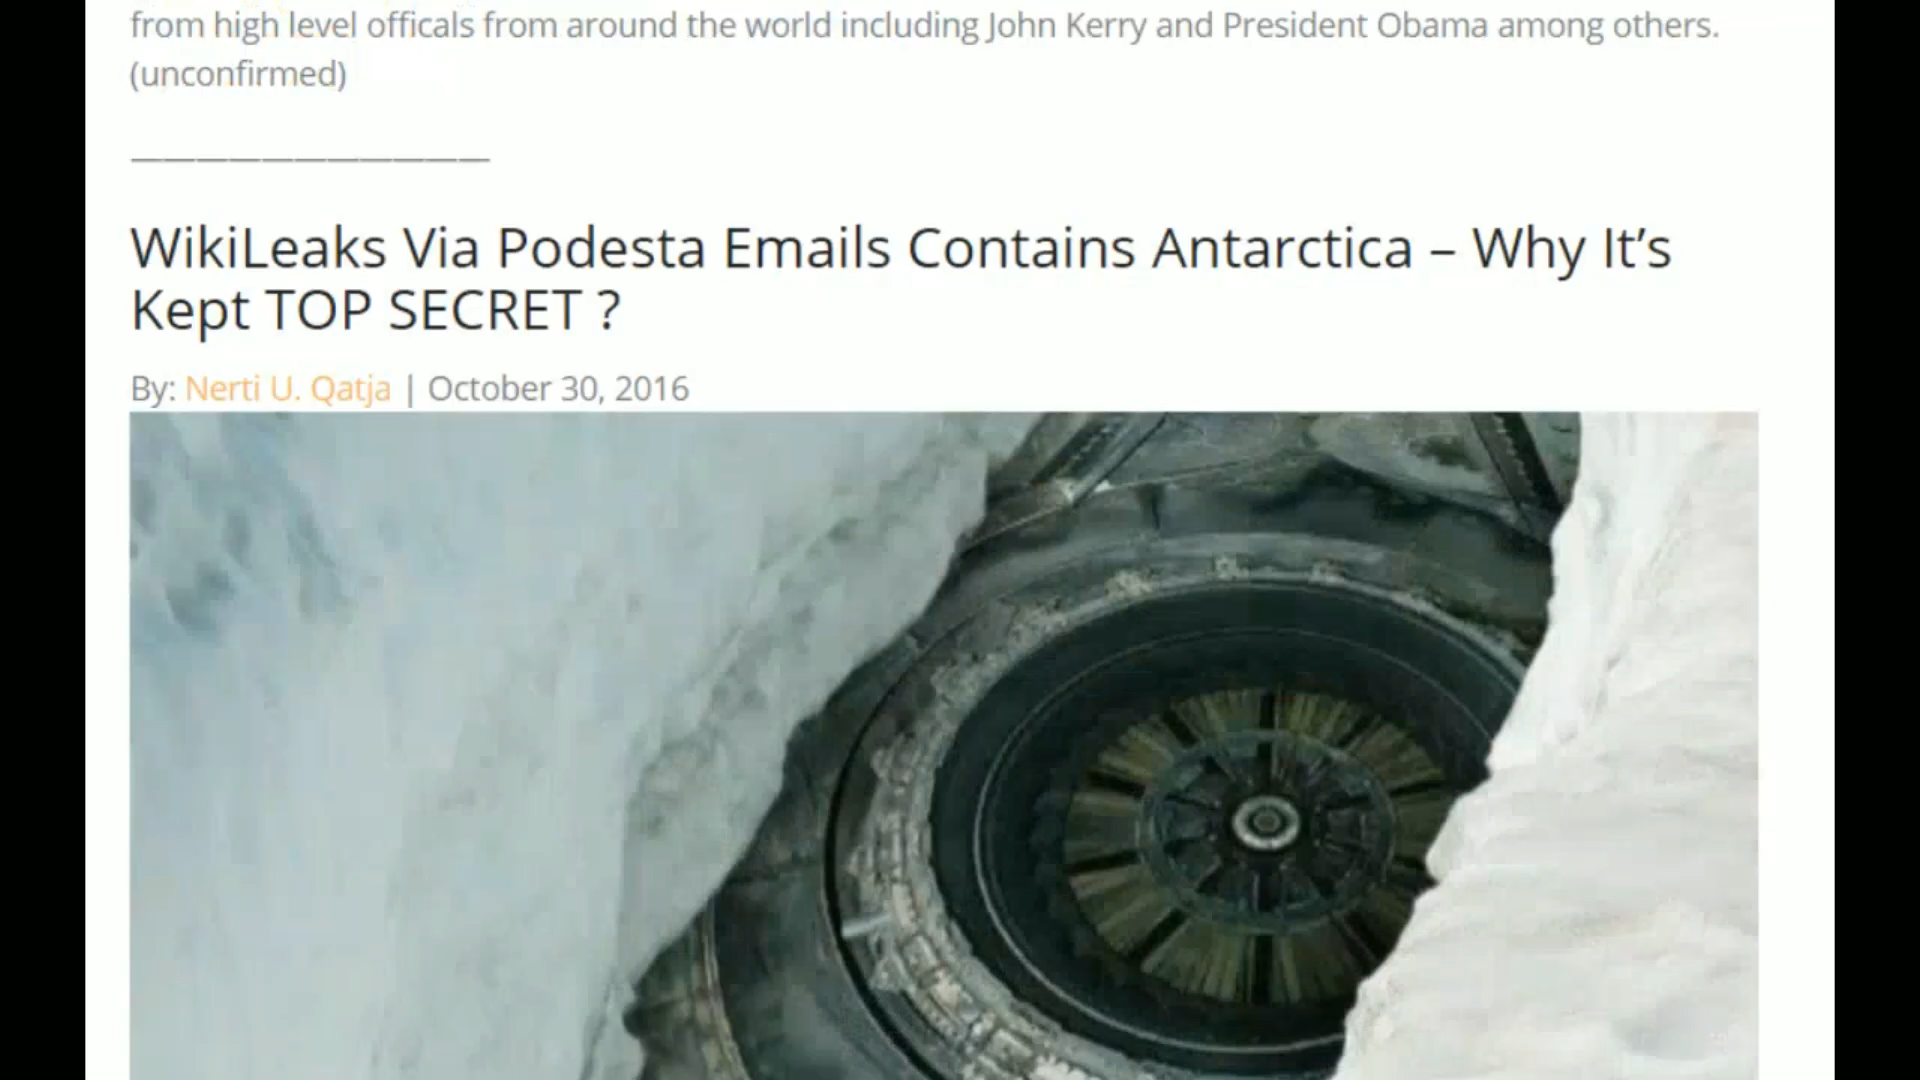 from high level officals from around the world including John Kerry and President Obama among others.
(unconfirmed)
———————————
WikiLeaks Via Podesta Emails Contains Antarctica – Why It’s
Kept TOP SECRET ?
By: Nerti U. Qatja | October 30, 2016